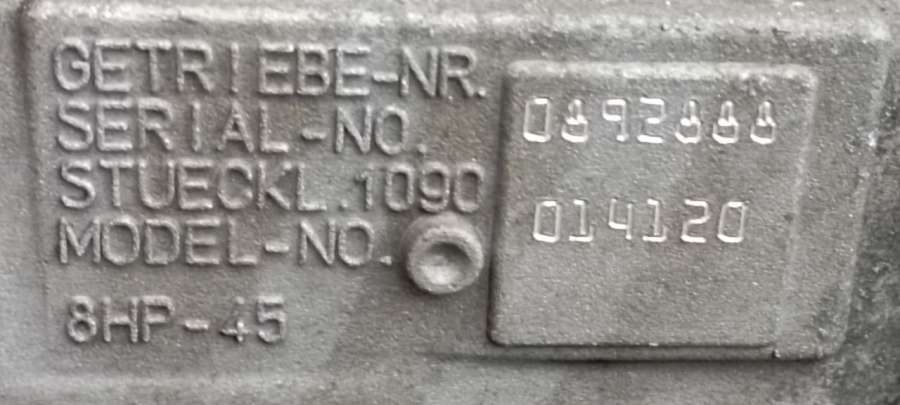 GETRIEBE-NR.
SERIAL-NO. 0892888
STUECKL.1090
MODEL-NO. 014120
8HP-45